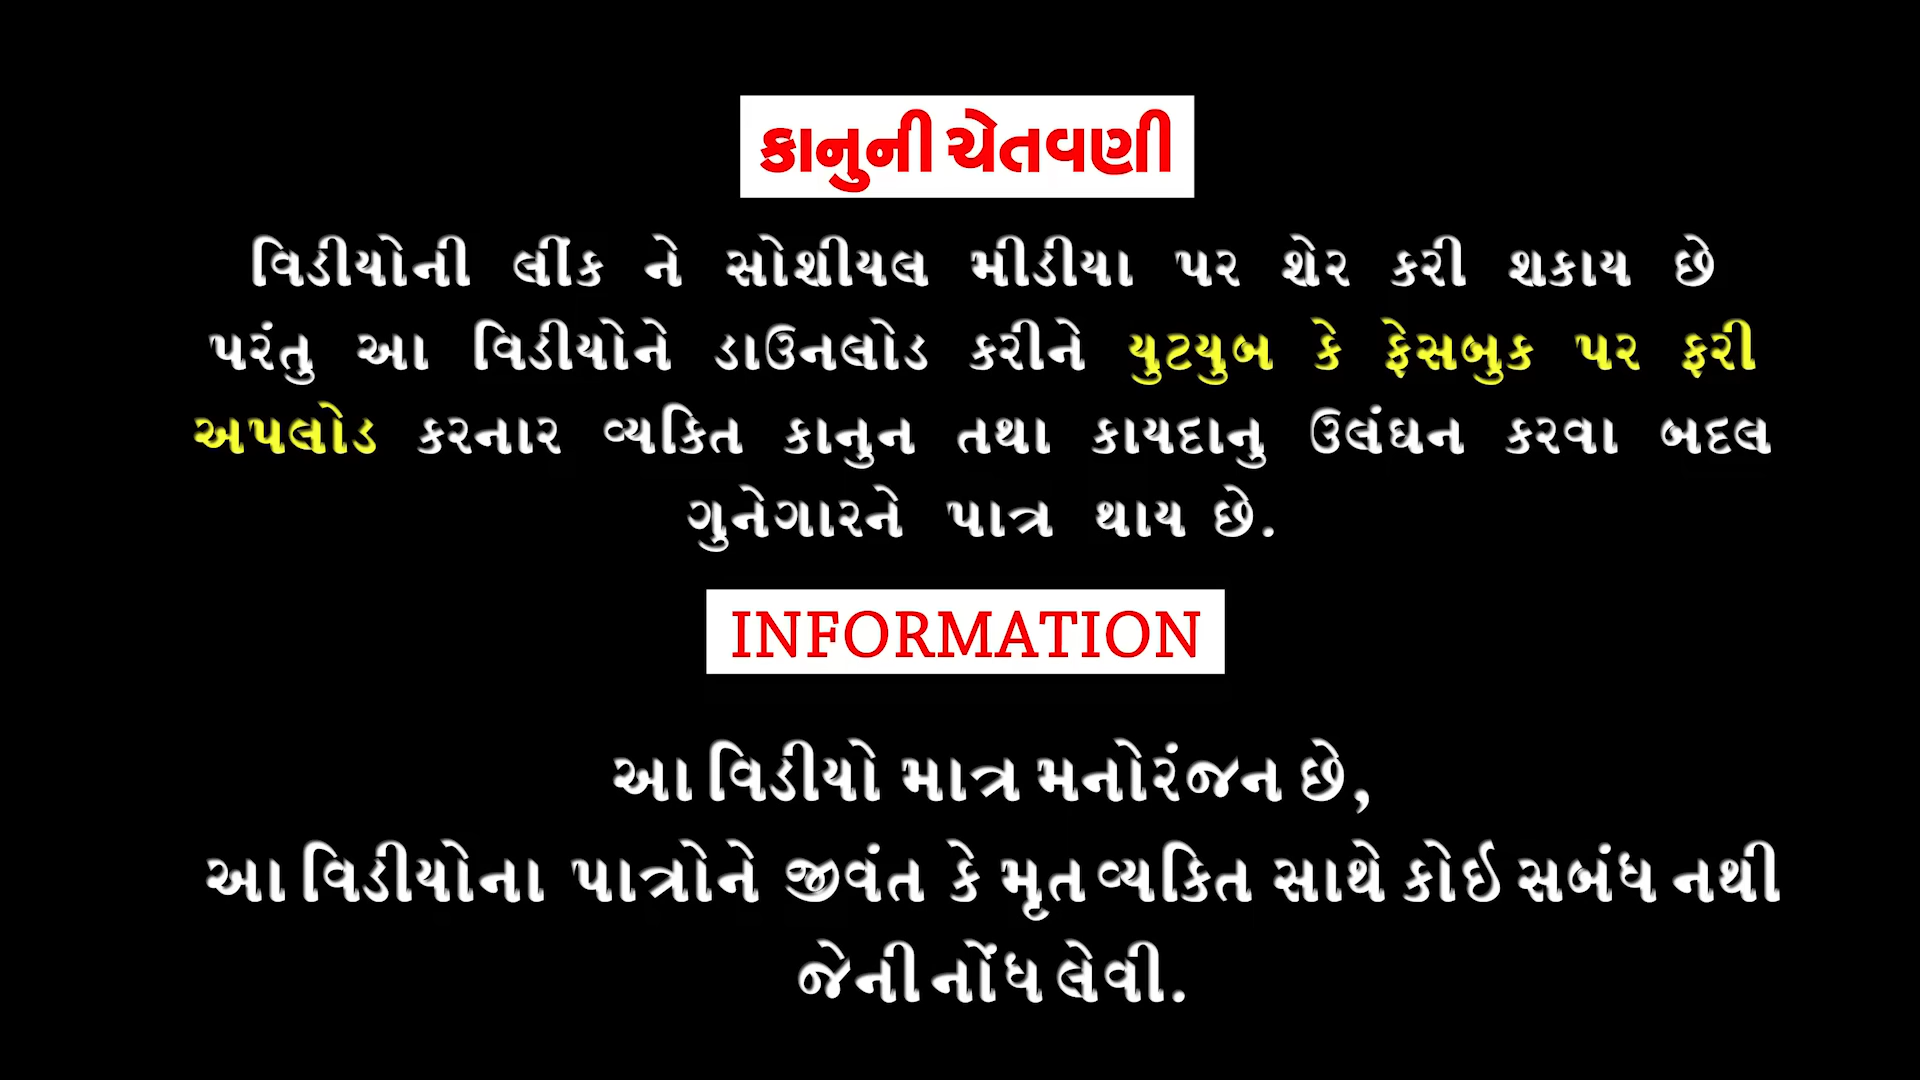 કાનુની ચેતવણી
વિડીયોની લીંક ને સોશીયલ મીડીયા પર શેર કરી શકાય છે
પરંતુ આ વિડીયોને ડાઉનલોડ કરીને યુટયુબ કે ફેસબુક પર ફરી
અપલોડ કરનાર વ્યકિત કાનુન તથા કાયદાનુ ઉલંઘન કરવા બદલ
ગુનેગારને પાત્ર થાય છે.
INFORMATION
આ વિડીયો માત્ર મનોરંજન છે,
આ વિડીયોના પાત્રોને જીવંત કે મૃત વ્યકિત સાથે કોઇ સબંધ નથી
જેની નોંધ લેવી.